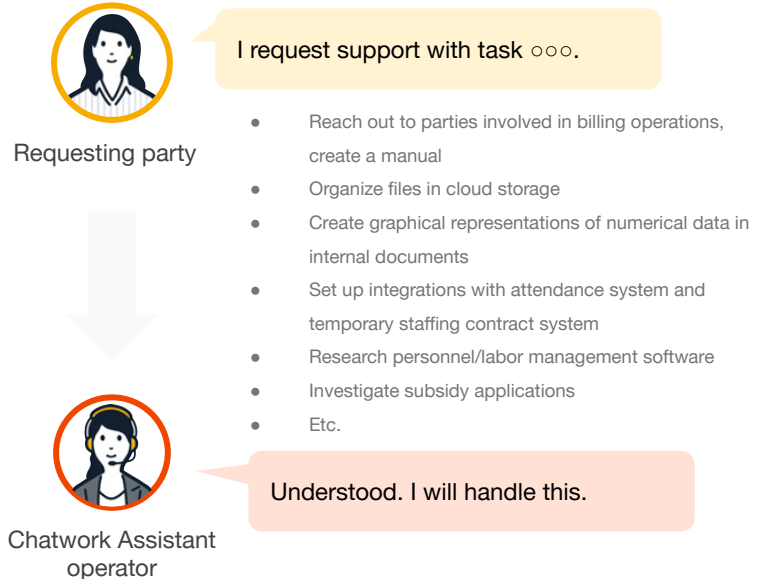 I request support with task ○○○.
Requesting party
● Reach out to parties involved in billing operations,
create a manual
● Organize files in cloud storage
● Create graphical representations of numerical data in
internal documents
● Set up integrations with attendance system and
temporary staffing contract system
● Research personnel/labor management software
● Investigate subsidy applications
● Etc.
Understood. I will handle this.
Chatwork Assistant
operator